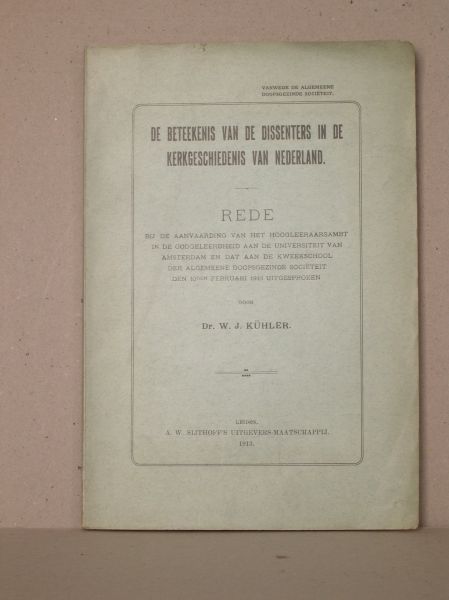 VANWEGE DE ALGEMEENE
DOOPSGEZINDE SOCIËTEIT.
DE BETEEKENIS VAN DE DISSENTERS IN DE
KERKGESCHIEDENIS VAN NEDERLAND.
REDE
BIJ DE AANVAARDING VAN HET HOOGLEERAARSAMBT
IN DE GODGELEERDHEID AAN DE UNIVERSITEIT VAN
AMSTERDAM EN DAT AAN DE KWEEKSCHOOL
DER ALGEMEENE DOOPSGEZINDE SOCIËTEIT
DEN 10DEN FEBRUARI 1913 UITGESPROKEN
DOOR
Dr. W. J. KÜHLER.
LEIDEN.
A. W. SIJTHOFF'S UITGEVERS-MAATSCHAPPIJ.
1913.